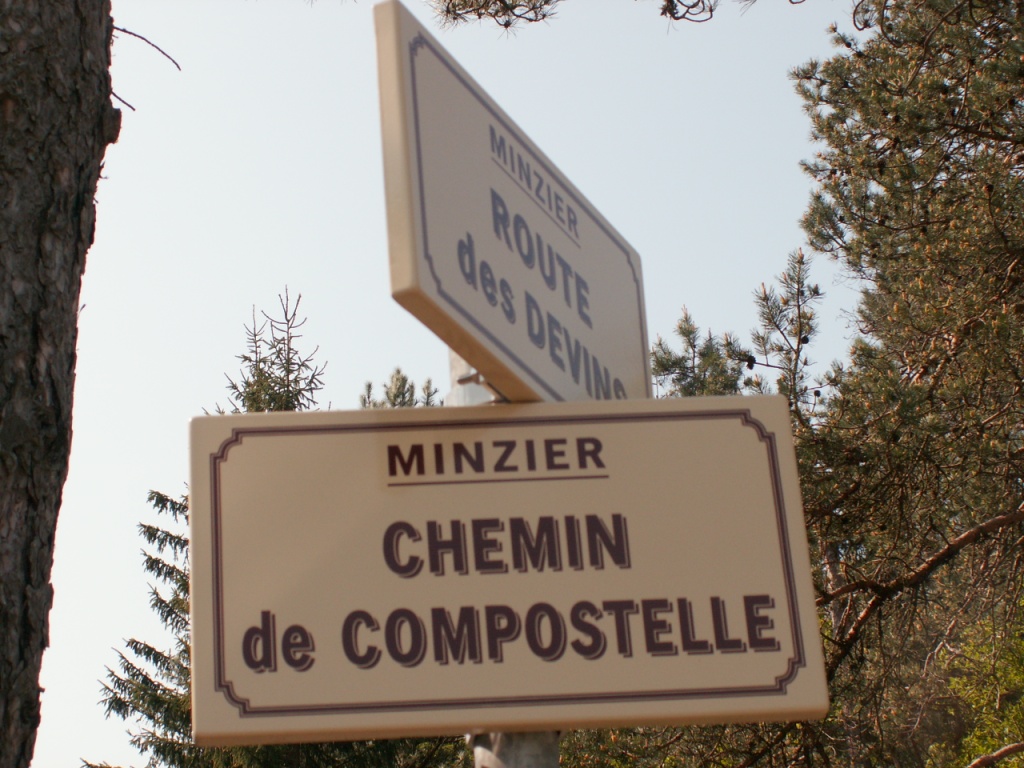 MINZIER
ROUTE
des DEVINS
MINZIER
CHEMIN
de COMPOSTELLE